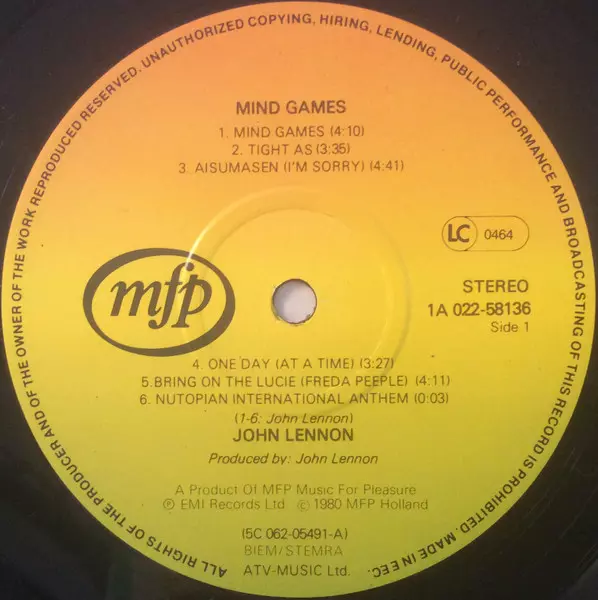 ALL RIGHTS OF THE PRODUCER AND OF THE OWNER OF THE WORK REPRODUCED RESERVED. UNAUTHORIZED COPYING, HIRING, LENDING, PUBLIC PERFORMANCE AND BROADCASTING OF THIS RECORD IS PROHIBITED. MADE IN EEC.
MIND GAMES
1. MIND GAMES (4:10)
2. TIGHT AS (3:35)
3. AISUMASEN (I'M SORRY) (4:41)
LC 0464
mfp
STEREO
1A 022-58136
Side 1
4. ONE DAY (AT A TIME) (3:27)
5.BRING ON THE LUCIE (FREDA PEEPLE) (4:11)
6. NUTOPIAN INTERNATIONAL ANTHEM (0:03)
(1-6: John Lennon)
JOHN LENNON
Produced by: John Lennon
A Product Of MFP Music For Pleasure
Ⓟ EMI Records Ltd © 1980 MFP Holland
(5C 062-05491-A)
BIEM/STEMRA
ATV-MUSIC Ltd.